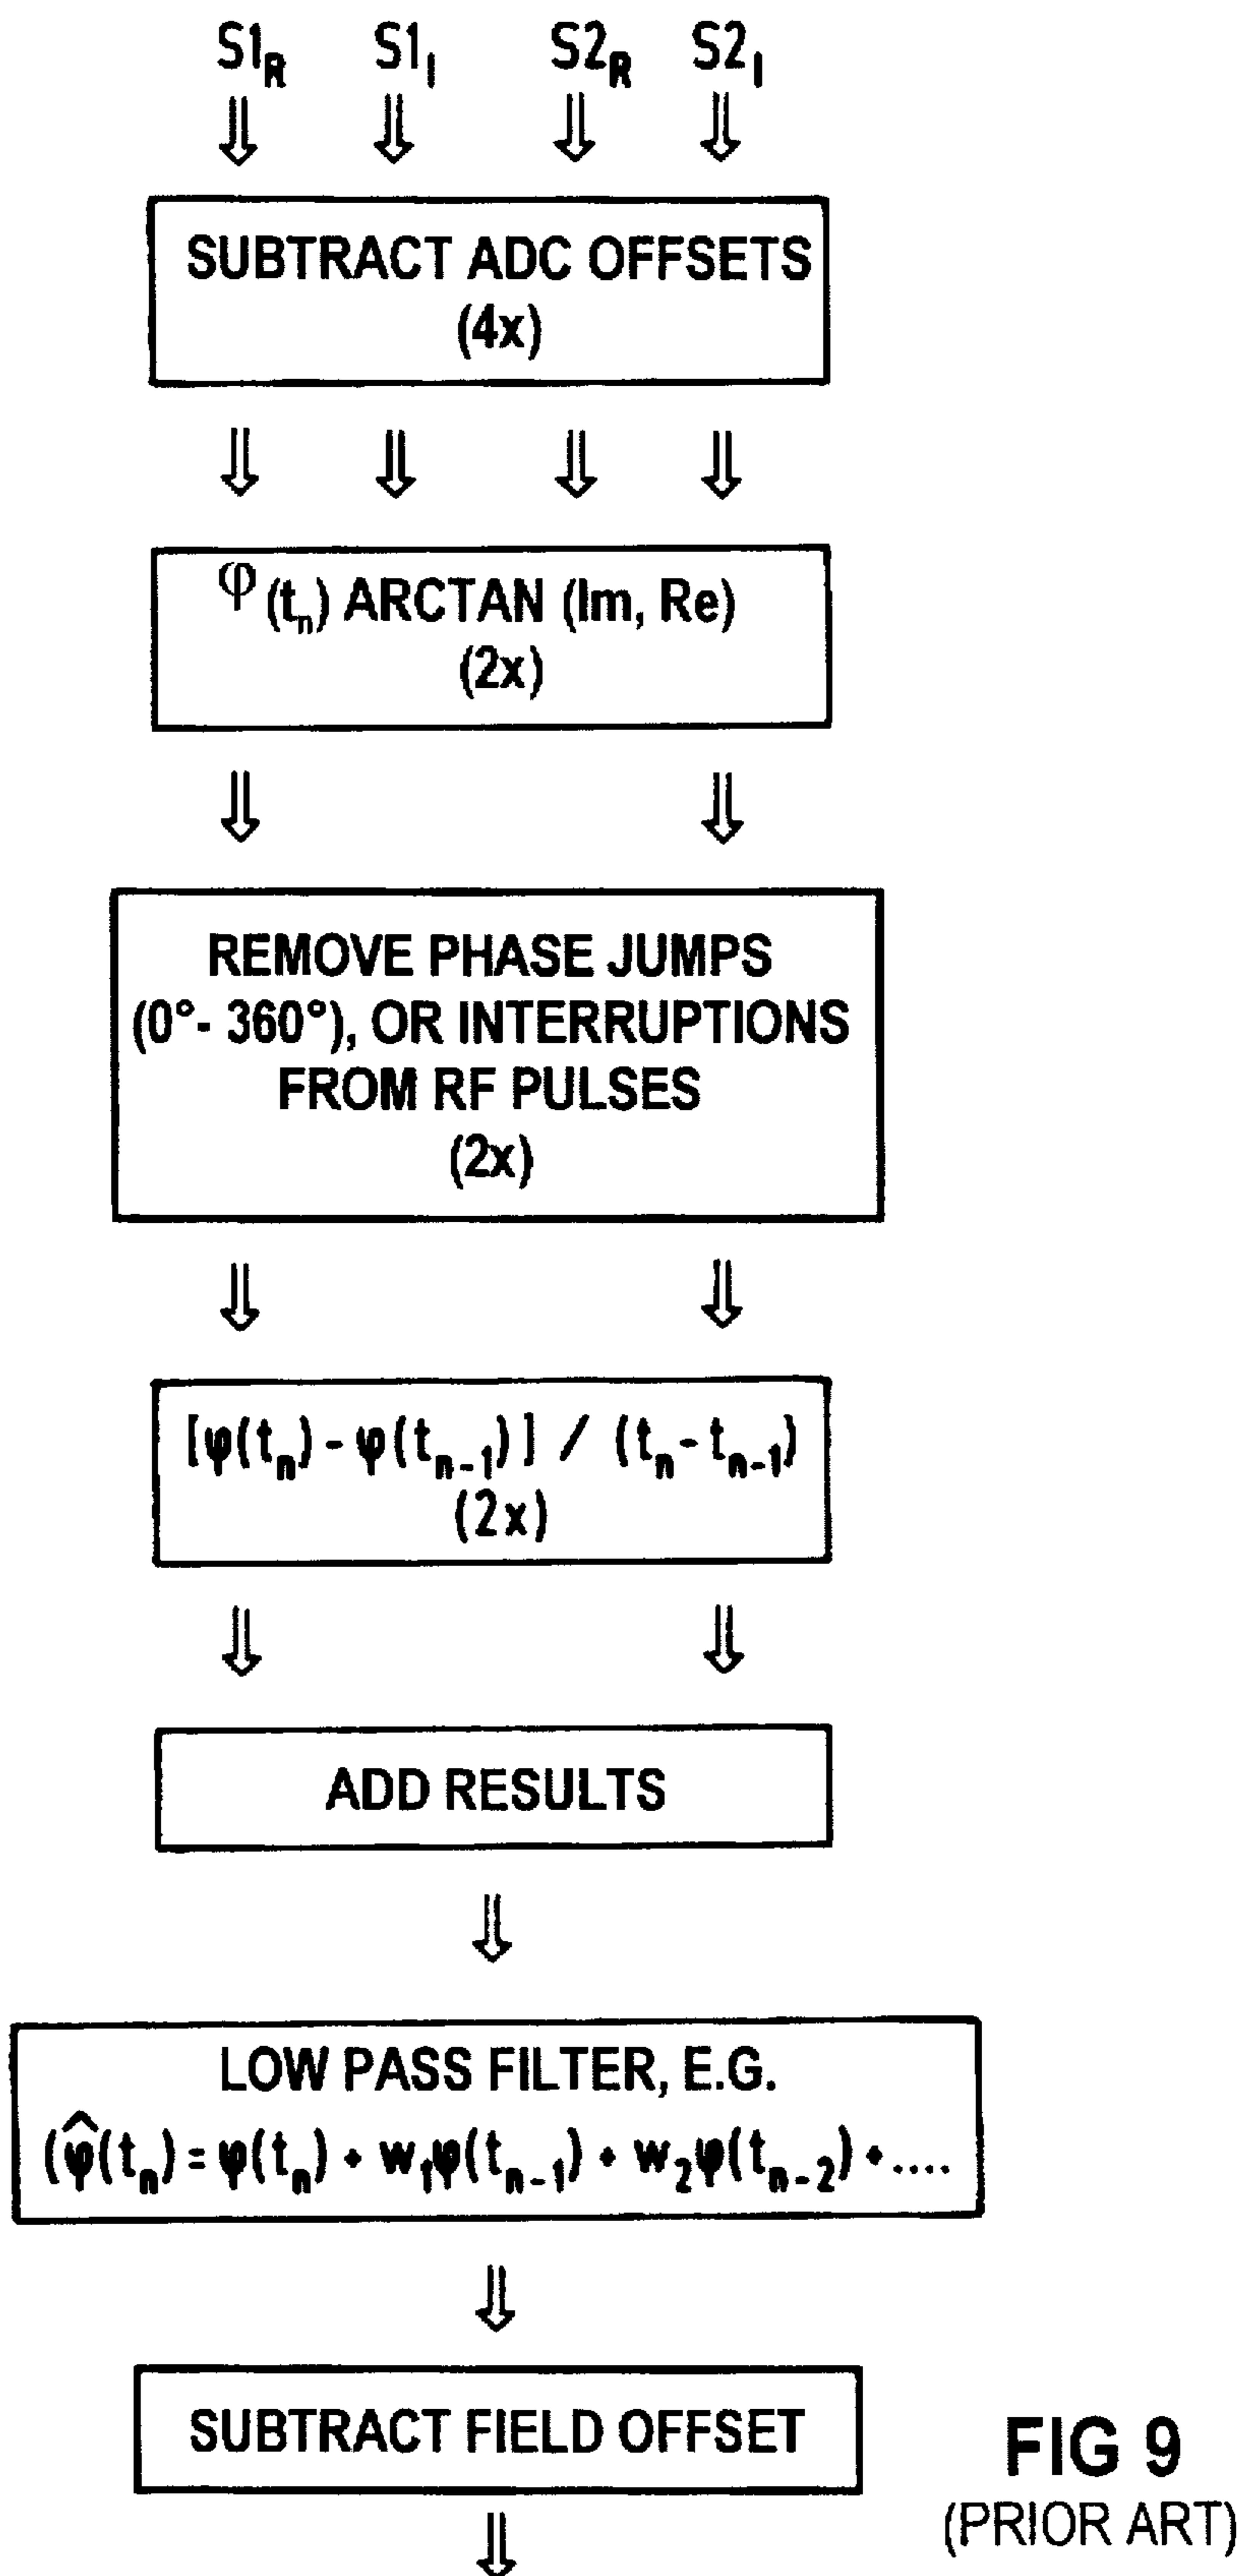 S1R S1I S2R S2I
SUBTRACT ADC OFFSETS
(4x)
φ(tn) ARCTAN (Im, Re)
(2x)
REMOVE PHASE JUMPS
(0°- 360°), OR INTERRUPTIONS
FROM RF PULSES
(2x)
[φ(tn) - φ(tn-1)] / (tn - tn-1)
(2x)
ADD RESULTS
LOW PASS FILTER, E.G.
(φ̂(tn) = φ(tn) + w1φ(tn-1) + w2φ(tn-2) + ....
SUBTRACT FIELD OFFSET
FIG 9
(PRIOR ART)